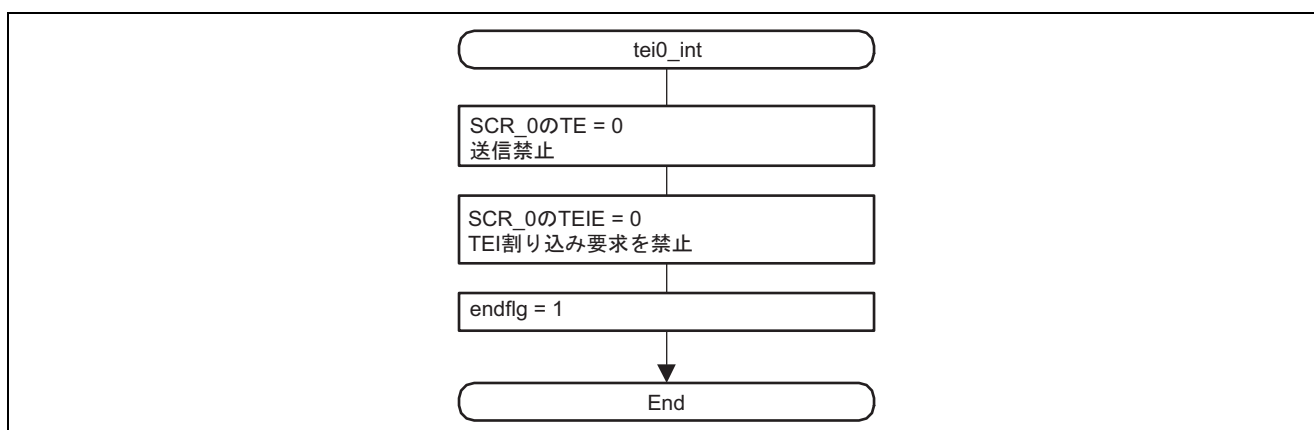 tei0_int
SCR_0のTE = 0
送信禁止
SCR_0のTEIE = 0
TEI割り込み要求を禁止
endflg = 1
End